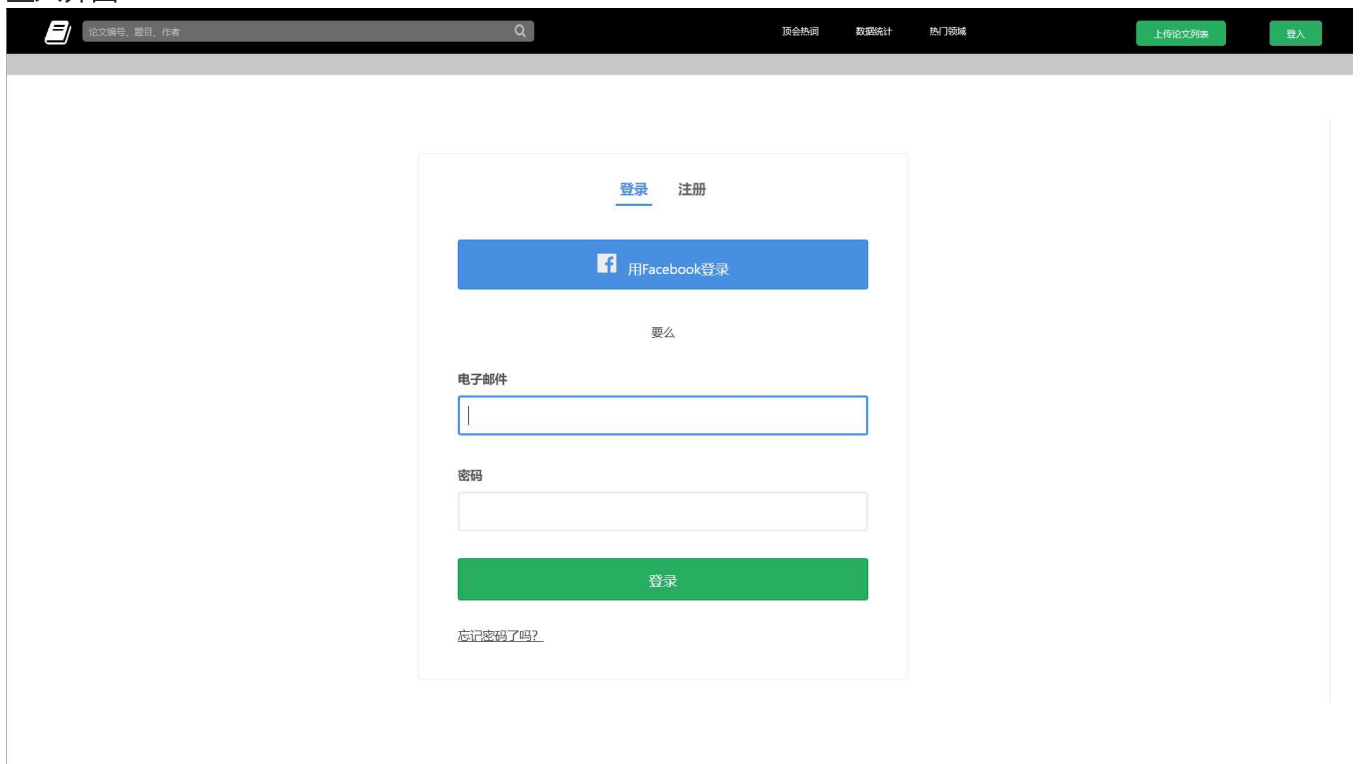 论文编号、题目、作者
顶会热词 数据统计 热门领域 上传论文列表 登入
登录 注册
用Facebook登录
要么
电子邮件
密码
登录
忘记密码了吗?